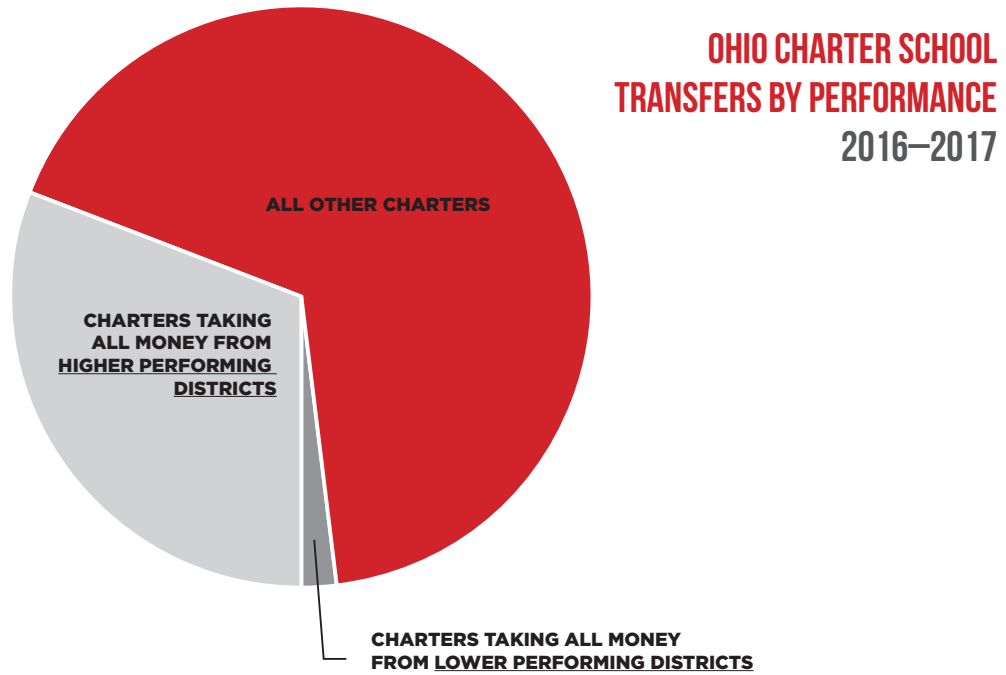 OHIO CHARTER SCHOOL
TRANSFERS BY PERFORMANCE
2016–2017
ALL OTHER CHARTERS
CHARTERS TAKING
ALL MONEY FROM
HIGHER PERFORMING
DISTRICTS
CHARTERS TAKING ALL MONEY
FROM LOWER PERFORMING DISTRICTS